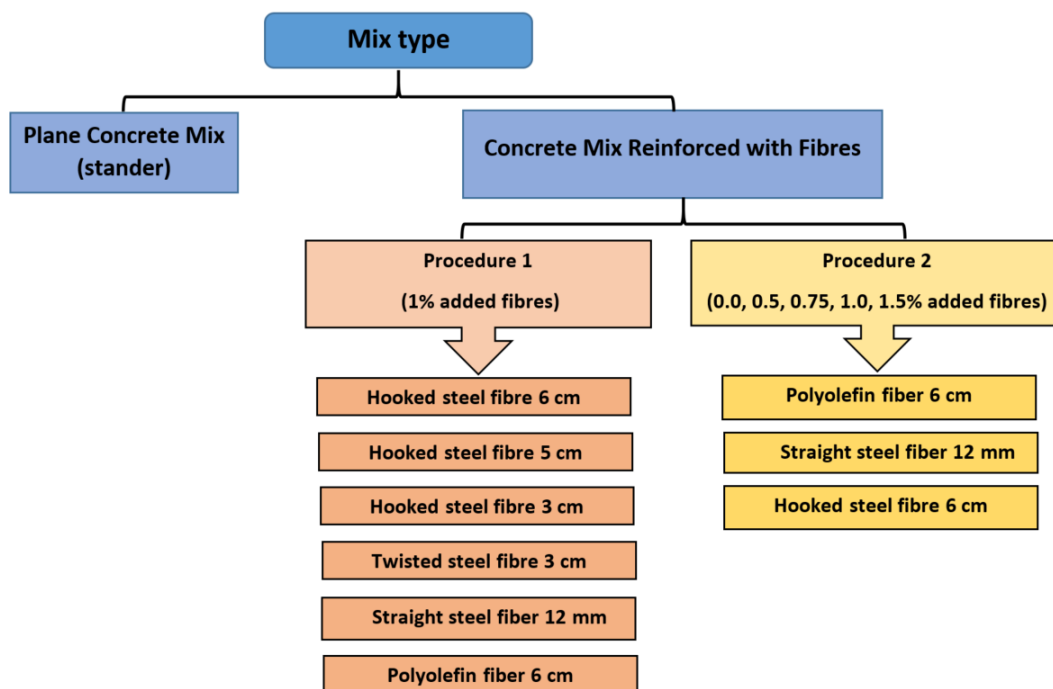 Mix type
Plane Concrete Mix
(stander)
Concrete Mix Reinforced with Fibres
Procedure 1
(1% added fibres)
Hooked steel fibre 6 cm
Hooked steel fibre 5 cm
Hooked steel fibre 3 cm
Twisted steel fibre 3 cm
Straight steel fiber 12 mm
Polyolefin fiber 6 cm
Procedure 2
(0.0, 0.5, 0.75, 1.0, 1.5% added fibres)
Polyolefin fiber 6 cm
Straight steel fiber 12 mm
Hooked steel fibre 6 cm